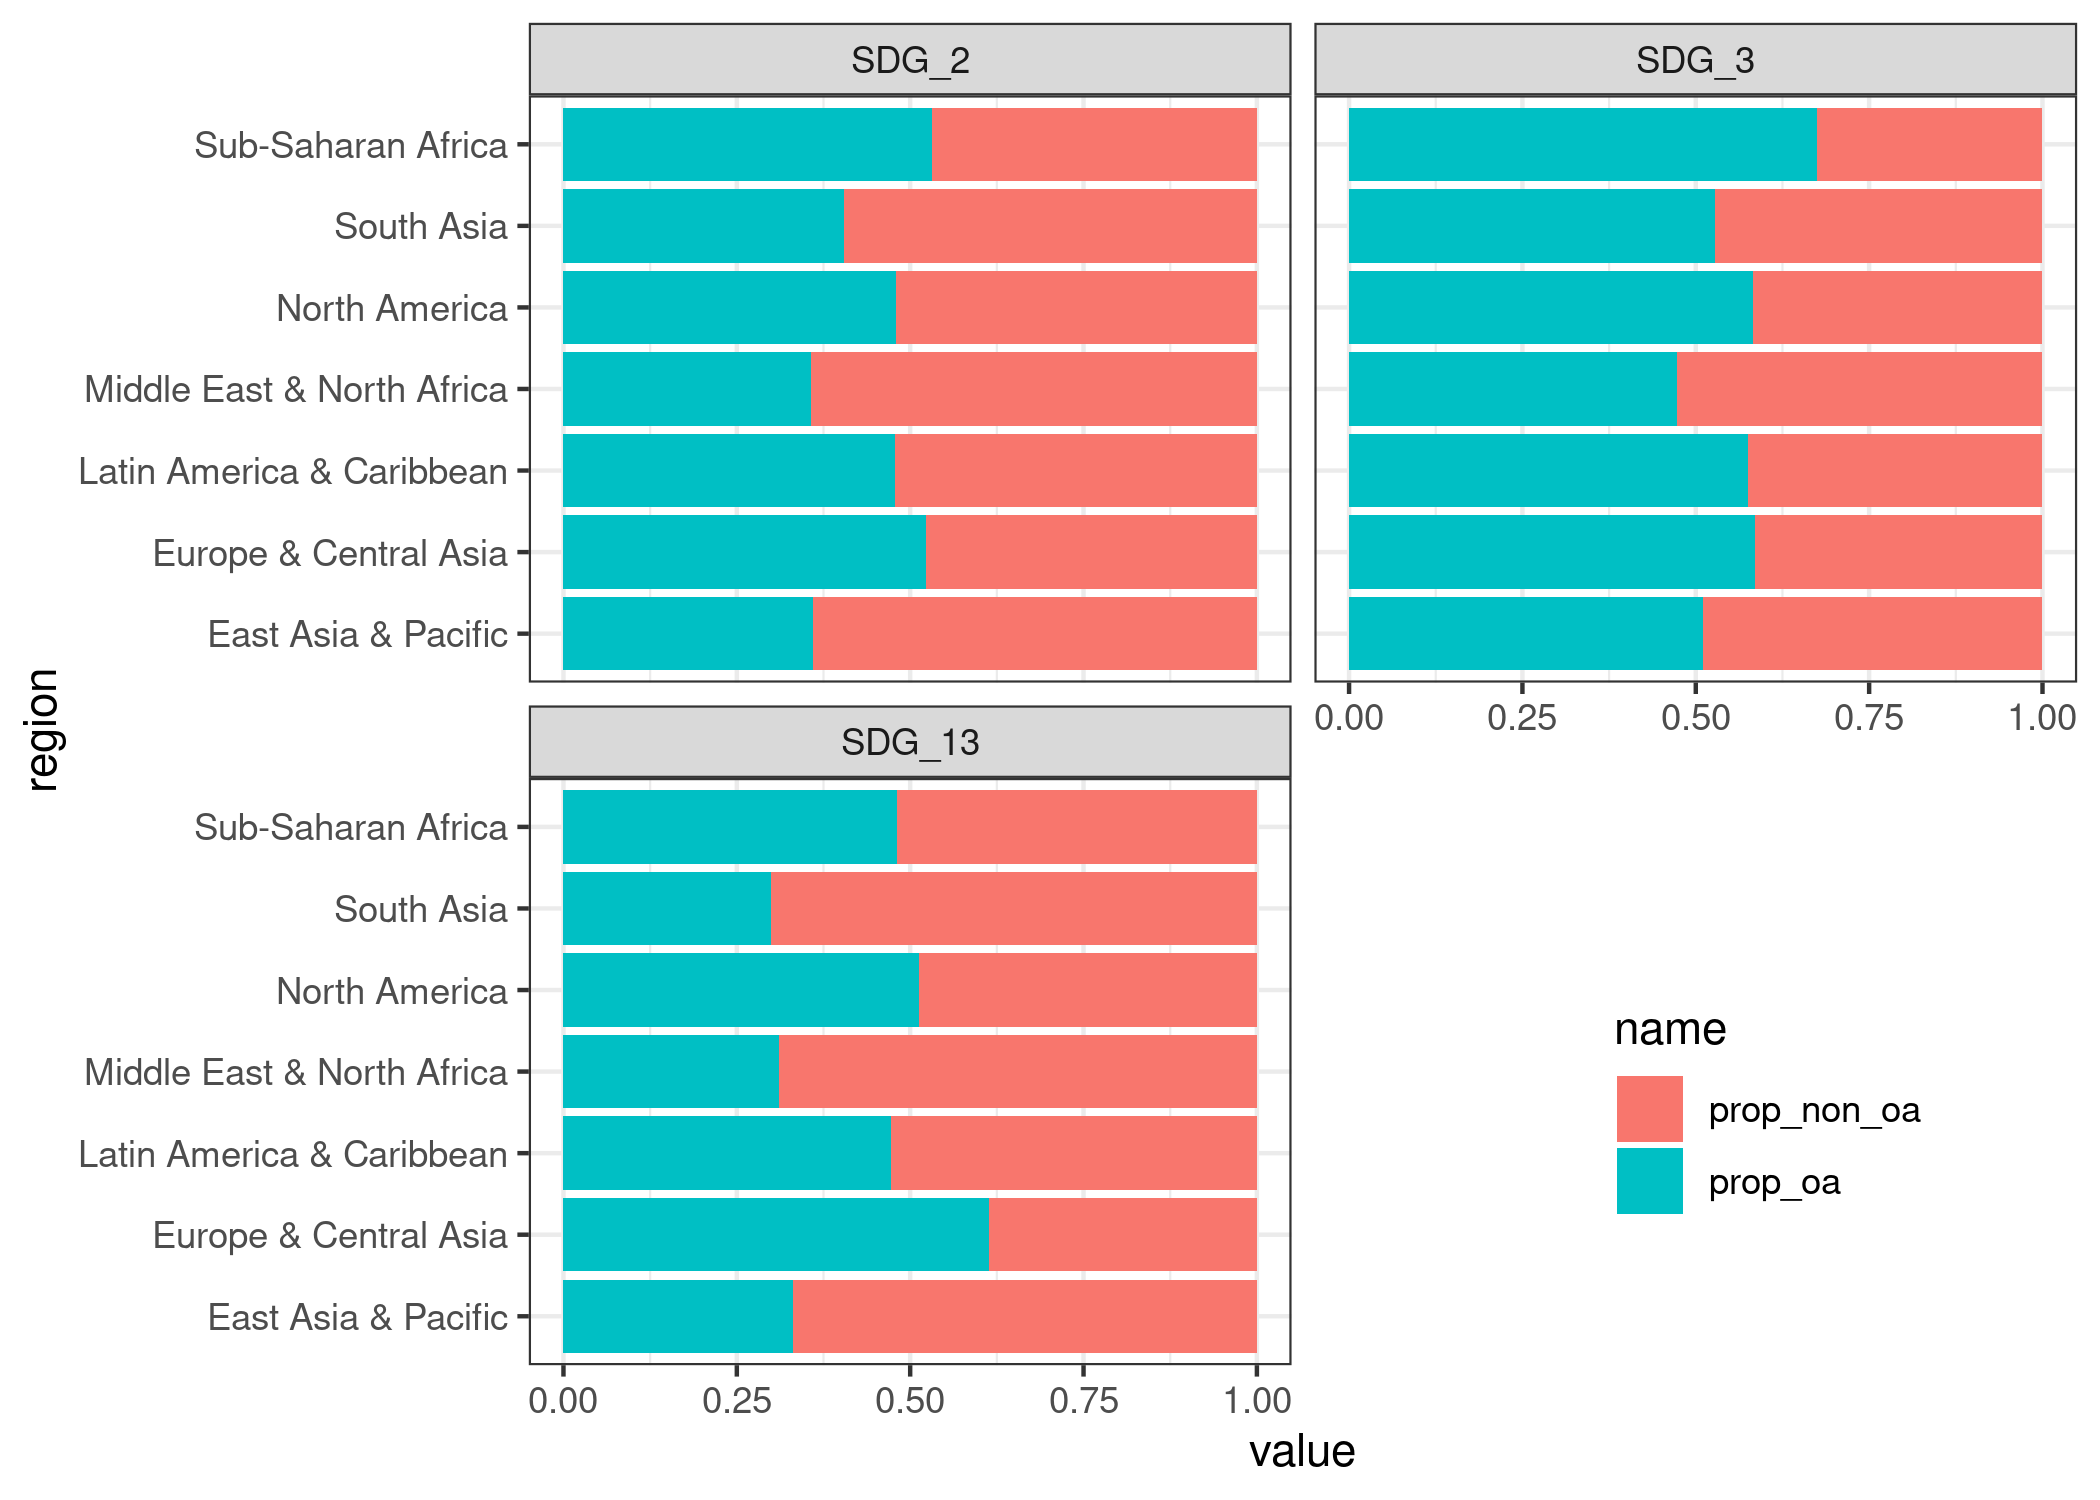 SDG_2
SDG_3
Sub-Saharan Africa
South Asia
North America
Middle East & North Africa
Latin America & Caribbean
Europe & Central Asia
East Asia & Pacific
0.00 0.25 0.50 0.75 1.00
region
SDG_13
Sub-Saharan Africa
South Asia
North America
Middle East & North Africa
Latin America & Caribbean
Europe & Central Asia
East Asia & Pacific
0.00 0.25 0.50 0.75 1.00
value
name
prop_non_oa
prop_oa